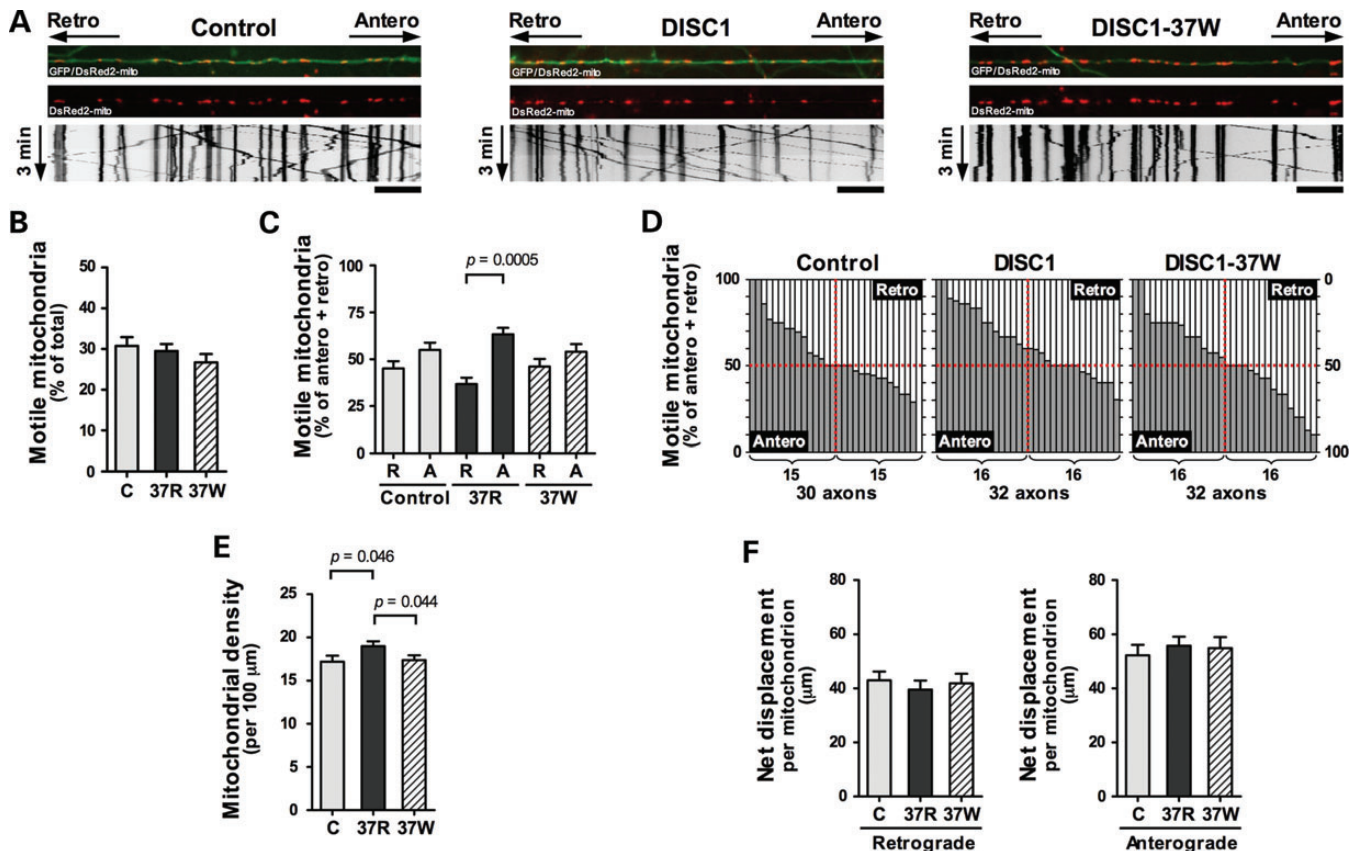 A
Retro Control Antero
GFP/DsRed2-mito
DsRed2-mito
3 min
Retro DISC1 Antero
GFP/DsRed2-mito
DsRed2-mito
3 min
Retro DISC1-37W Antero
GFP/DsRed2-mito
DsRed2-mito
3 min
B
Motile mitochondria
(% of total)
50
40
30
20
10
0
C 37R 37W
C
Motile mitochondria
(% of antero + retro)
100
75
50
25
0
p = 0.0005
R A R A R A
Control 37R 37W
D
Motile mitochondria
(% of antero + retro)
Control DISC1 DISC1-37W
100
50
0
Retro Retro Retro
Antero Antero Antero
0
50
100
15 15 16 16 16 16
30 axons 32 axons 32 axons
E
Mitochondrial density
(per 100 μm)
25
20
15
10
5
0
p = 0.046
p = 0.044
C 37R 37W
F
Net displacement
per mitochondrion
(μm)
80
60
40
20
0
C 37R 37W
Retrograde
Net displacement
per mitochondrion
(μm)
80
60
40
20
0
C 37R 37W
Anterograde